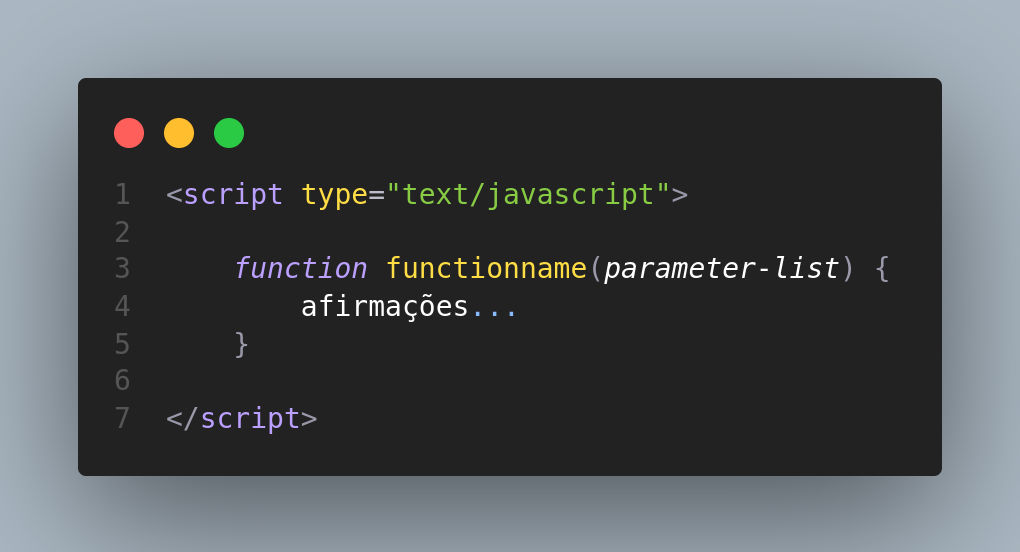 1 <script type="text/javascript">
2
3 function functionname(parameter-list) {
4 afirmações...
5 }
6
7 </script>